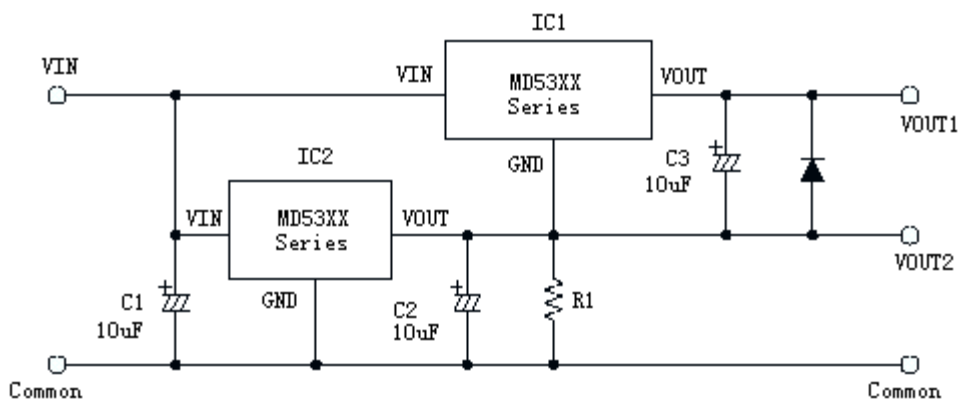 IC1
VIN
VIN
MD53XX
Series
VOUT
VOUT1
GND
C3
10uF
IC2
VIN
MD53XX
Series
VOUT
VOUT2
GND
C1
10uF
C2
10uF
R1
Common
Common